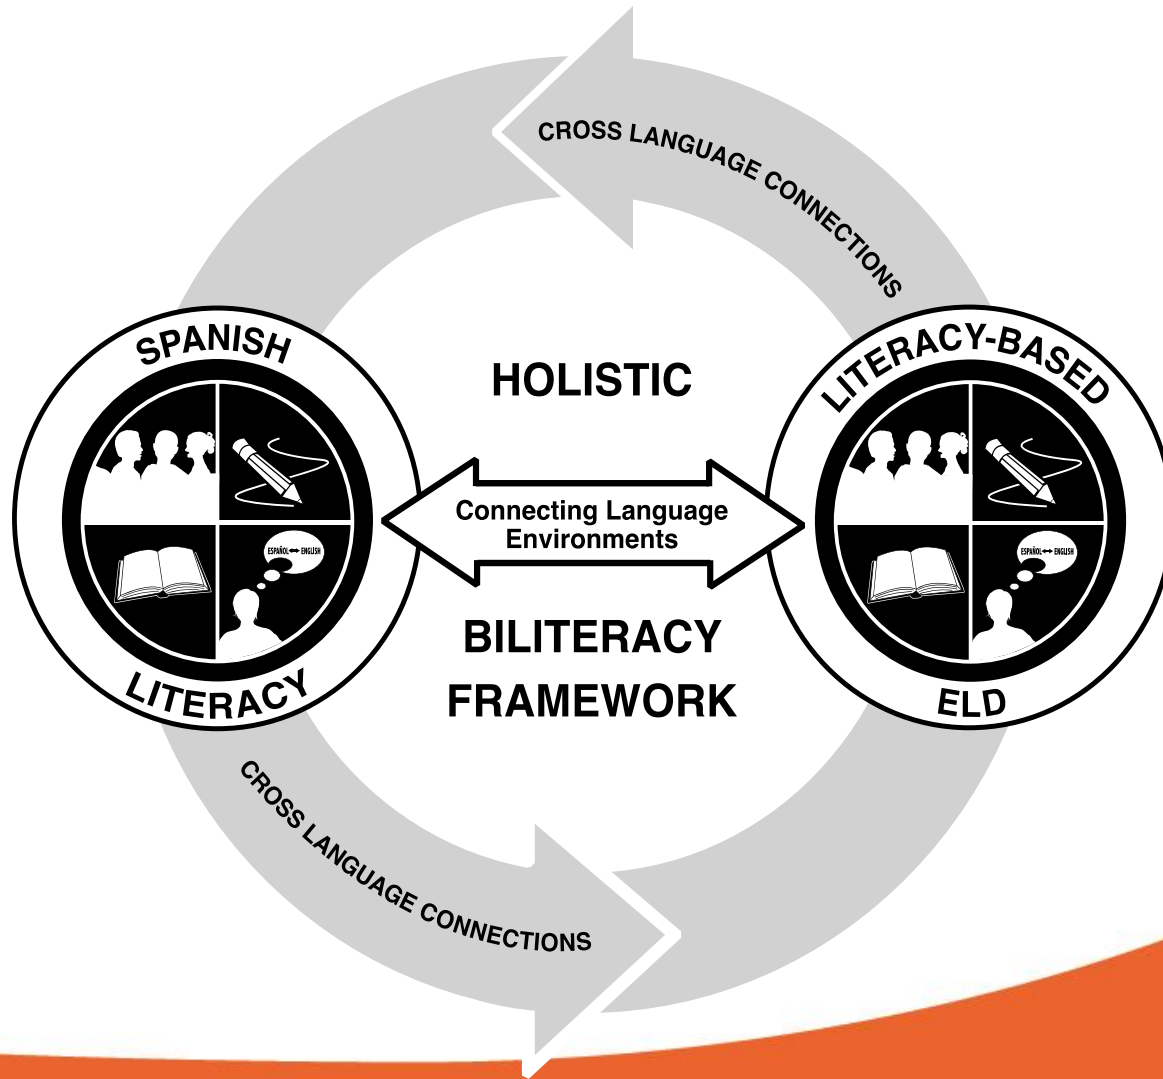 CROSS LANGUAGE CONNECTIONS
SPANISH
LITERACY
ESPAÑOL ENGLISH
HOLISTIC
Connecting Language
Environments
BILITERACY
FRAMEWORK
LITERACY-BASED
ELD
ESPAÑOL ENGLISH
CROSS LANGUAGE CONNECTIONS